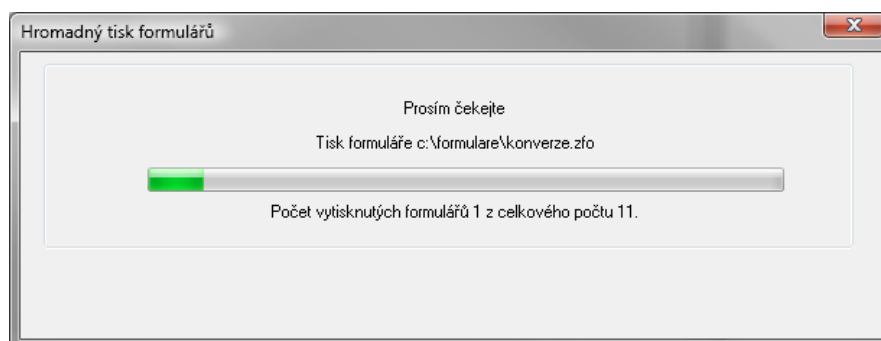 Hromadný tisk formulářů
Prosím čekejte
Tisk formuláře c:\formulare\konverze.zfo
Počet vytisknutých formulářů 1 z celkového počtu 11.